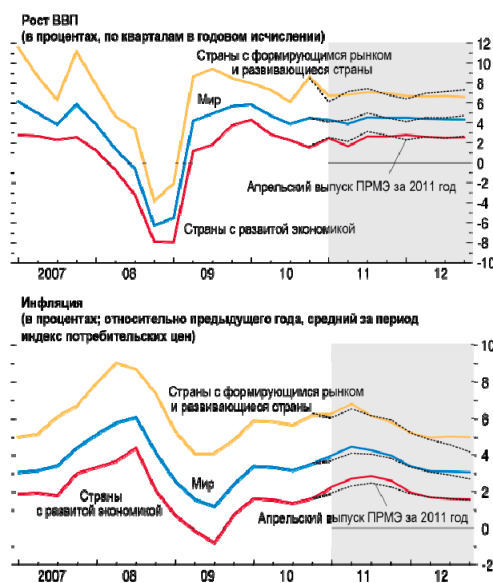 Рост ВВП
(в процентах, по кварталам в годовом исчислении)
Страны с формирующимся рынком
и развивающиеся страны
Мир
Апрельский выпуск ПРМЭ за 2011 год
Страны с развитой экономикой
12
10
8
6
4
2
0
-2
-4
-6
-8
-10
2007 08 09 10 11 12
Инфляция
(в процентах; относительно предыдущего года, средний за период
индекс потребительских цен)
Страны с формирующимся рынком
и развивающиеся страны
Мир
Страны
с развитой экономикой
Апрельский выпуск ПРМЭ за 2011 год
10
8
6
4
2
0
-2
2007 08 09 10 11 12